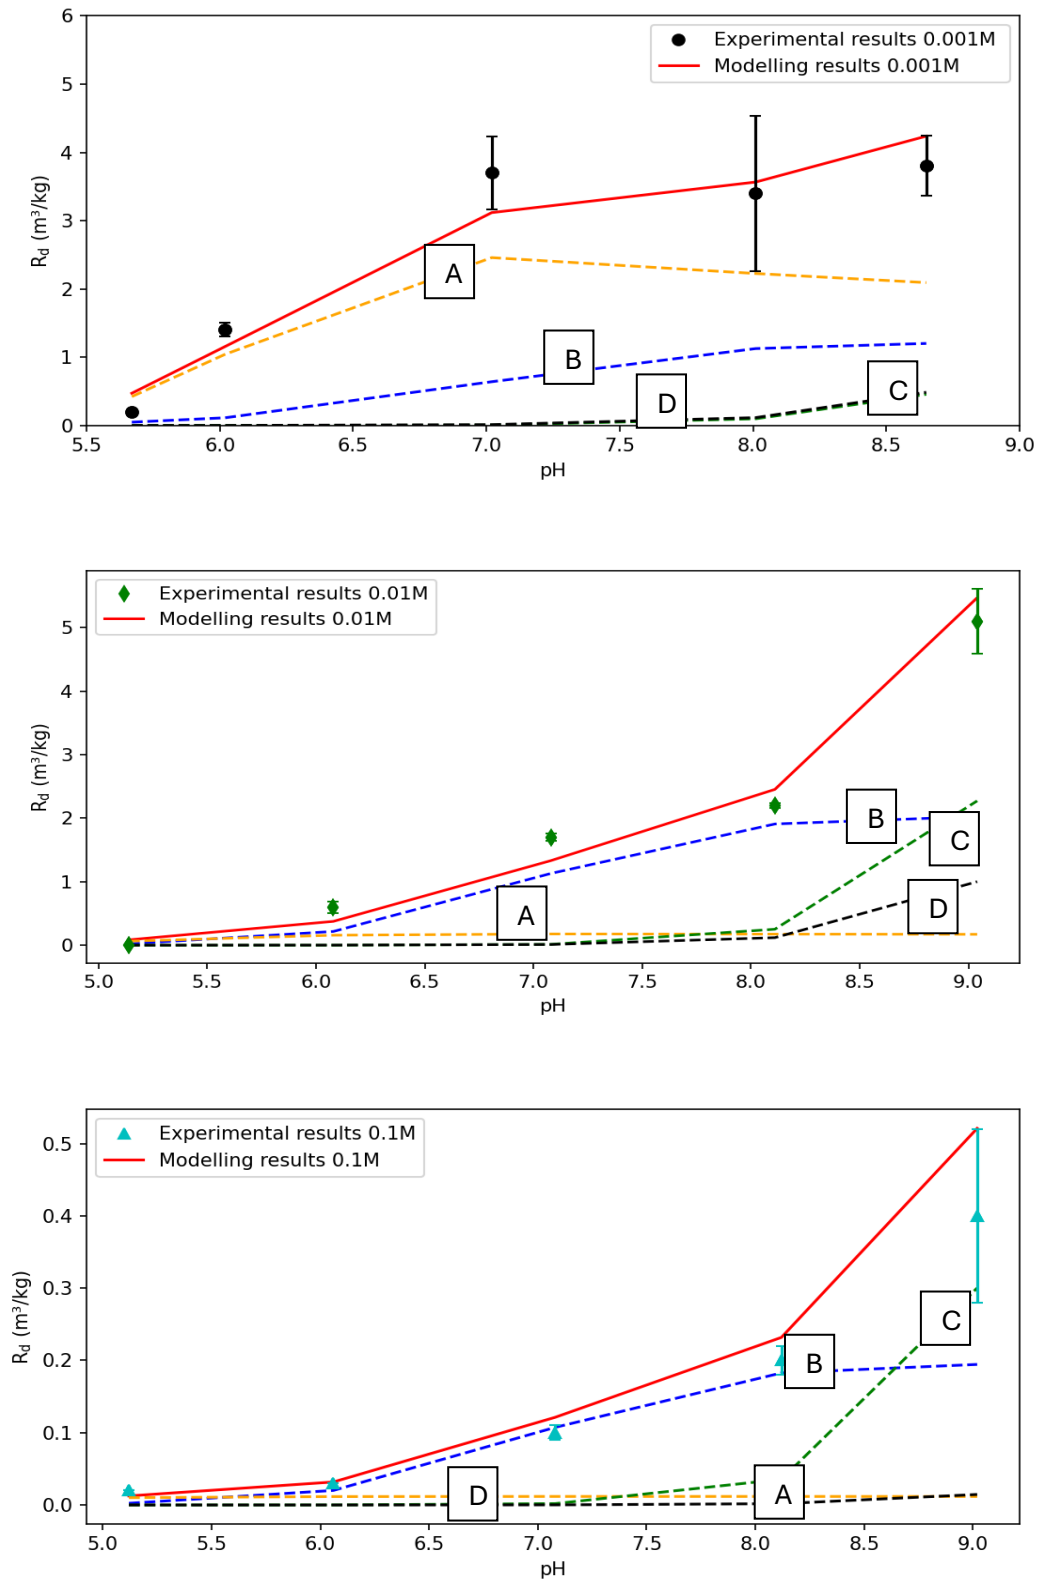 6
Experimental results 0.001M
Modelling results 0.001M
5
4
3
2
1
0
R_d (m³/kg)
A
B
C
D
5.5 6.0 6.5 7.0 7.5 8.0 8.5 9.0
pH
Experimental results 0.01M
Modelling results 0.01M
5
4
3
2
1
0
R_d (m³/kg)
B
C
A
D
5.0 5.5 6.0 6.5 7.0 7.5 8.0 8.5 9.0
pH
Experimental results 0.1M
Modelling results 0.1M
0.5
0.4
0.3
0.2
0.1
0.0
R_d (m³/kg)
C
B
D
A
5.0 5.5 6.0 6.5 7.0 7.5 8.0 8.5 9.0
pH